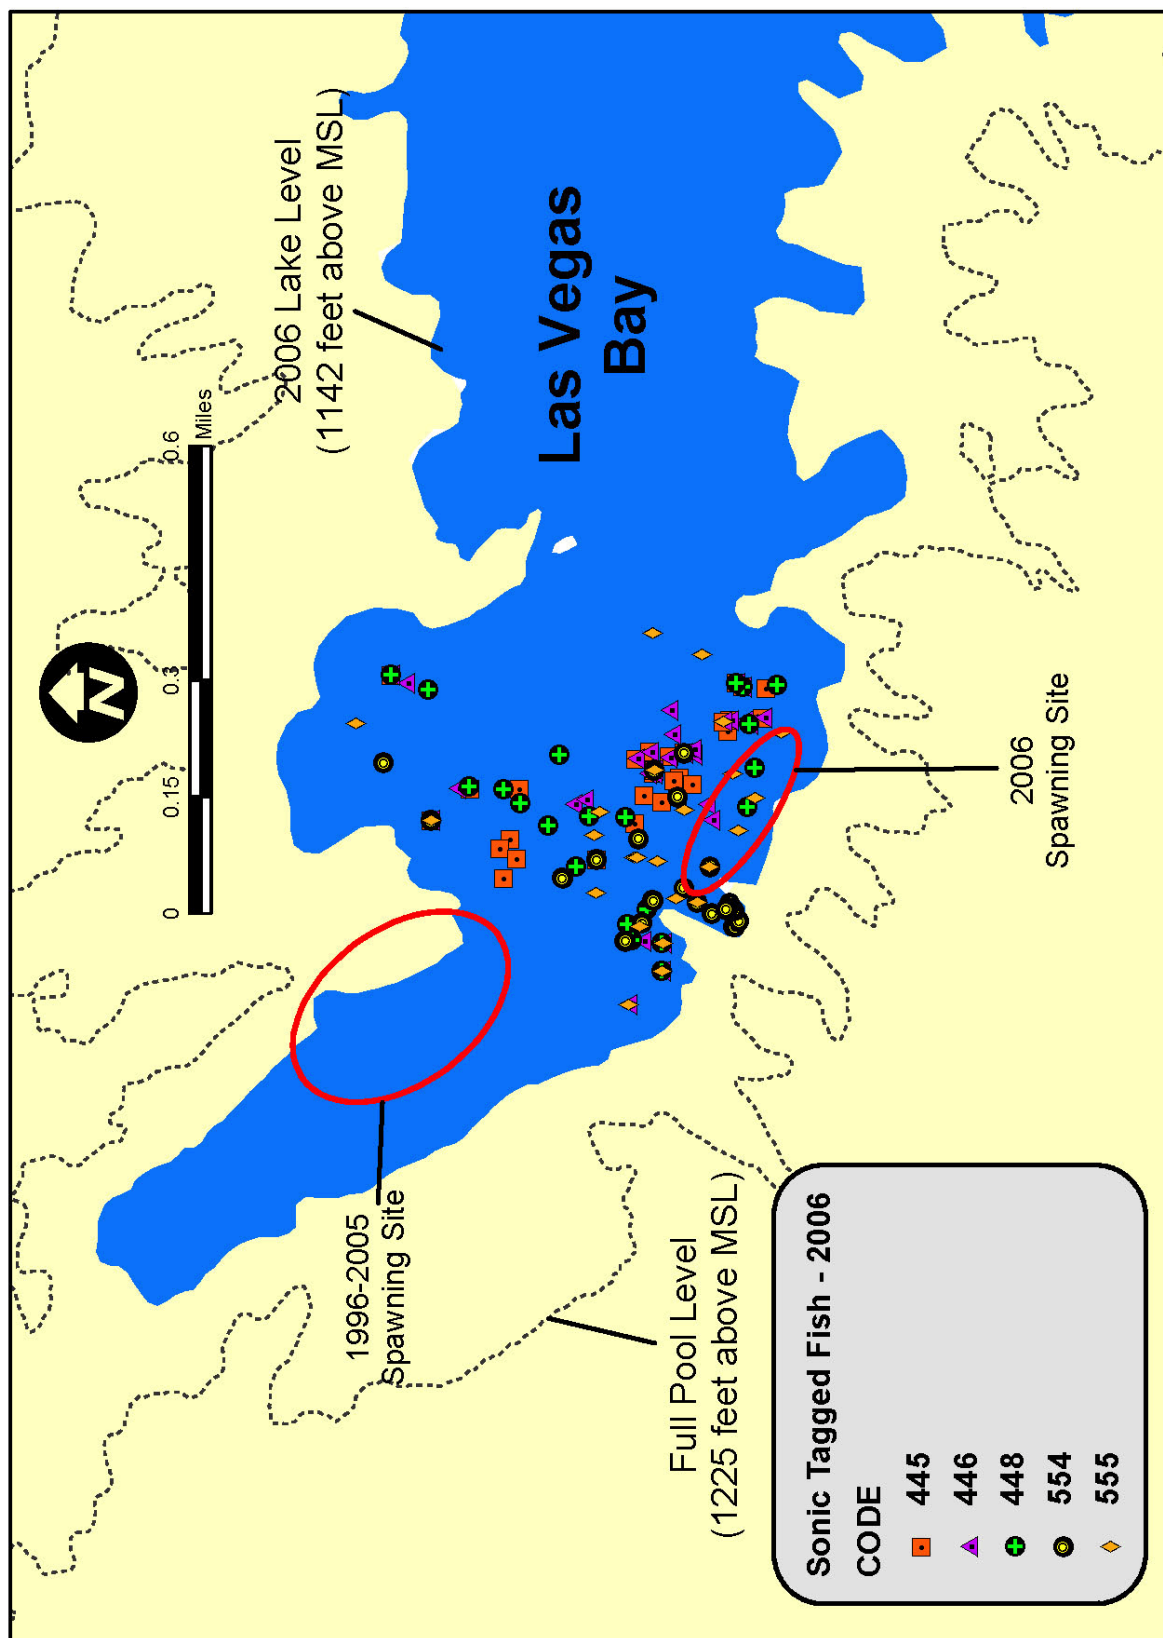 N
0
0.15
0.3
0.6
Miles
2006 Lake Level
(1142 feet above MSL)
1996-2005
Spawning Site
Las Vegas
Bay
Full Pool Level
(1225 feet above MSL)
2006
Spawning Site
Sonic Tagged Fish - 2006
CODE
445
446
448
554
555